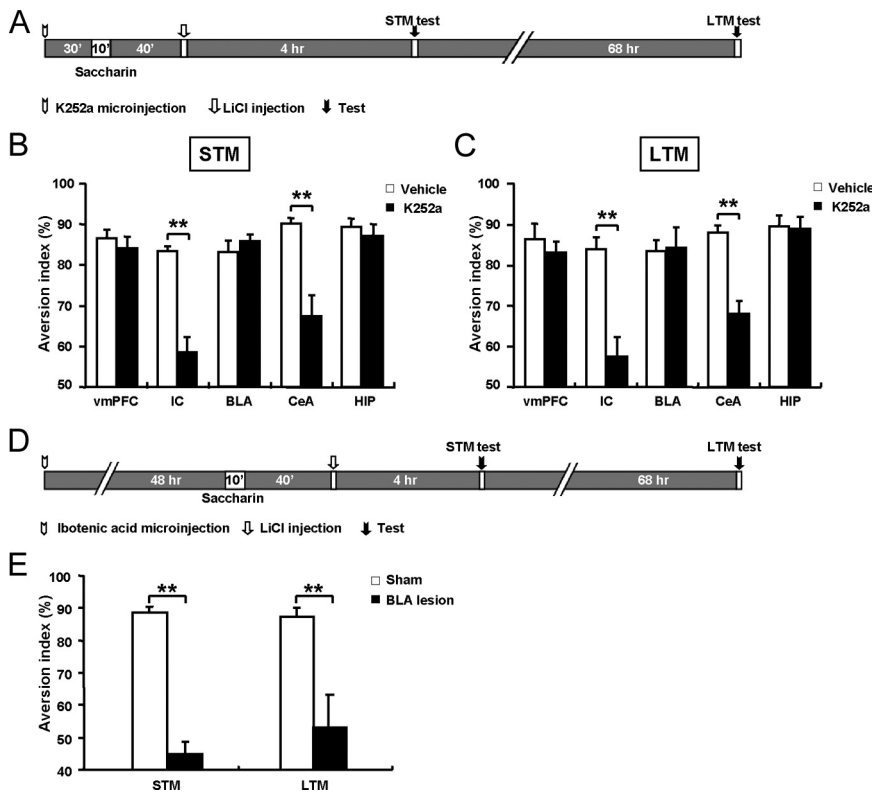 A
STM test
LTM test
30' 10' 40' 4 hr 68 hr
Saccharin
K252a microinjection LiCl injection Test
B
STM
Aversion index (%)
100
90
80
70
60
50
**
**
Vehicle
K252a
vmPFC IC BLA CeA HIP
C
LTM
Aversion index (%)
100
90
80
70
60
50
**
**
Vehicle
K252a
vmPFC IC BLA CeA HIP
D
STM test
LTM test
48 hr 10' 40' 4 hr 68 hr
Saccharin
Ibotenic acid microinjection LiCl injection Test
E
Aversion index (%)
100
90
80
70
60
50
40
**
**
Sham
BLA lesion
STM LTM